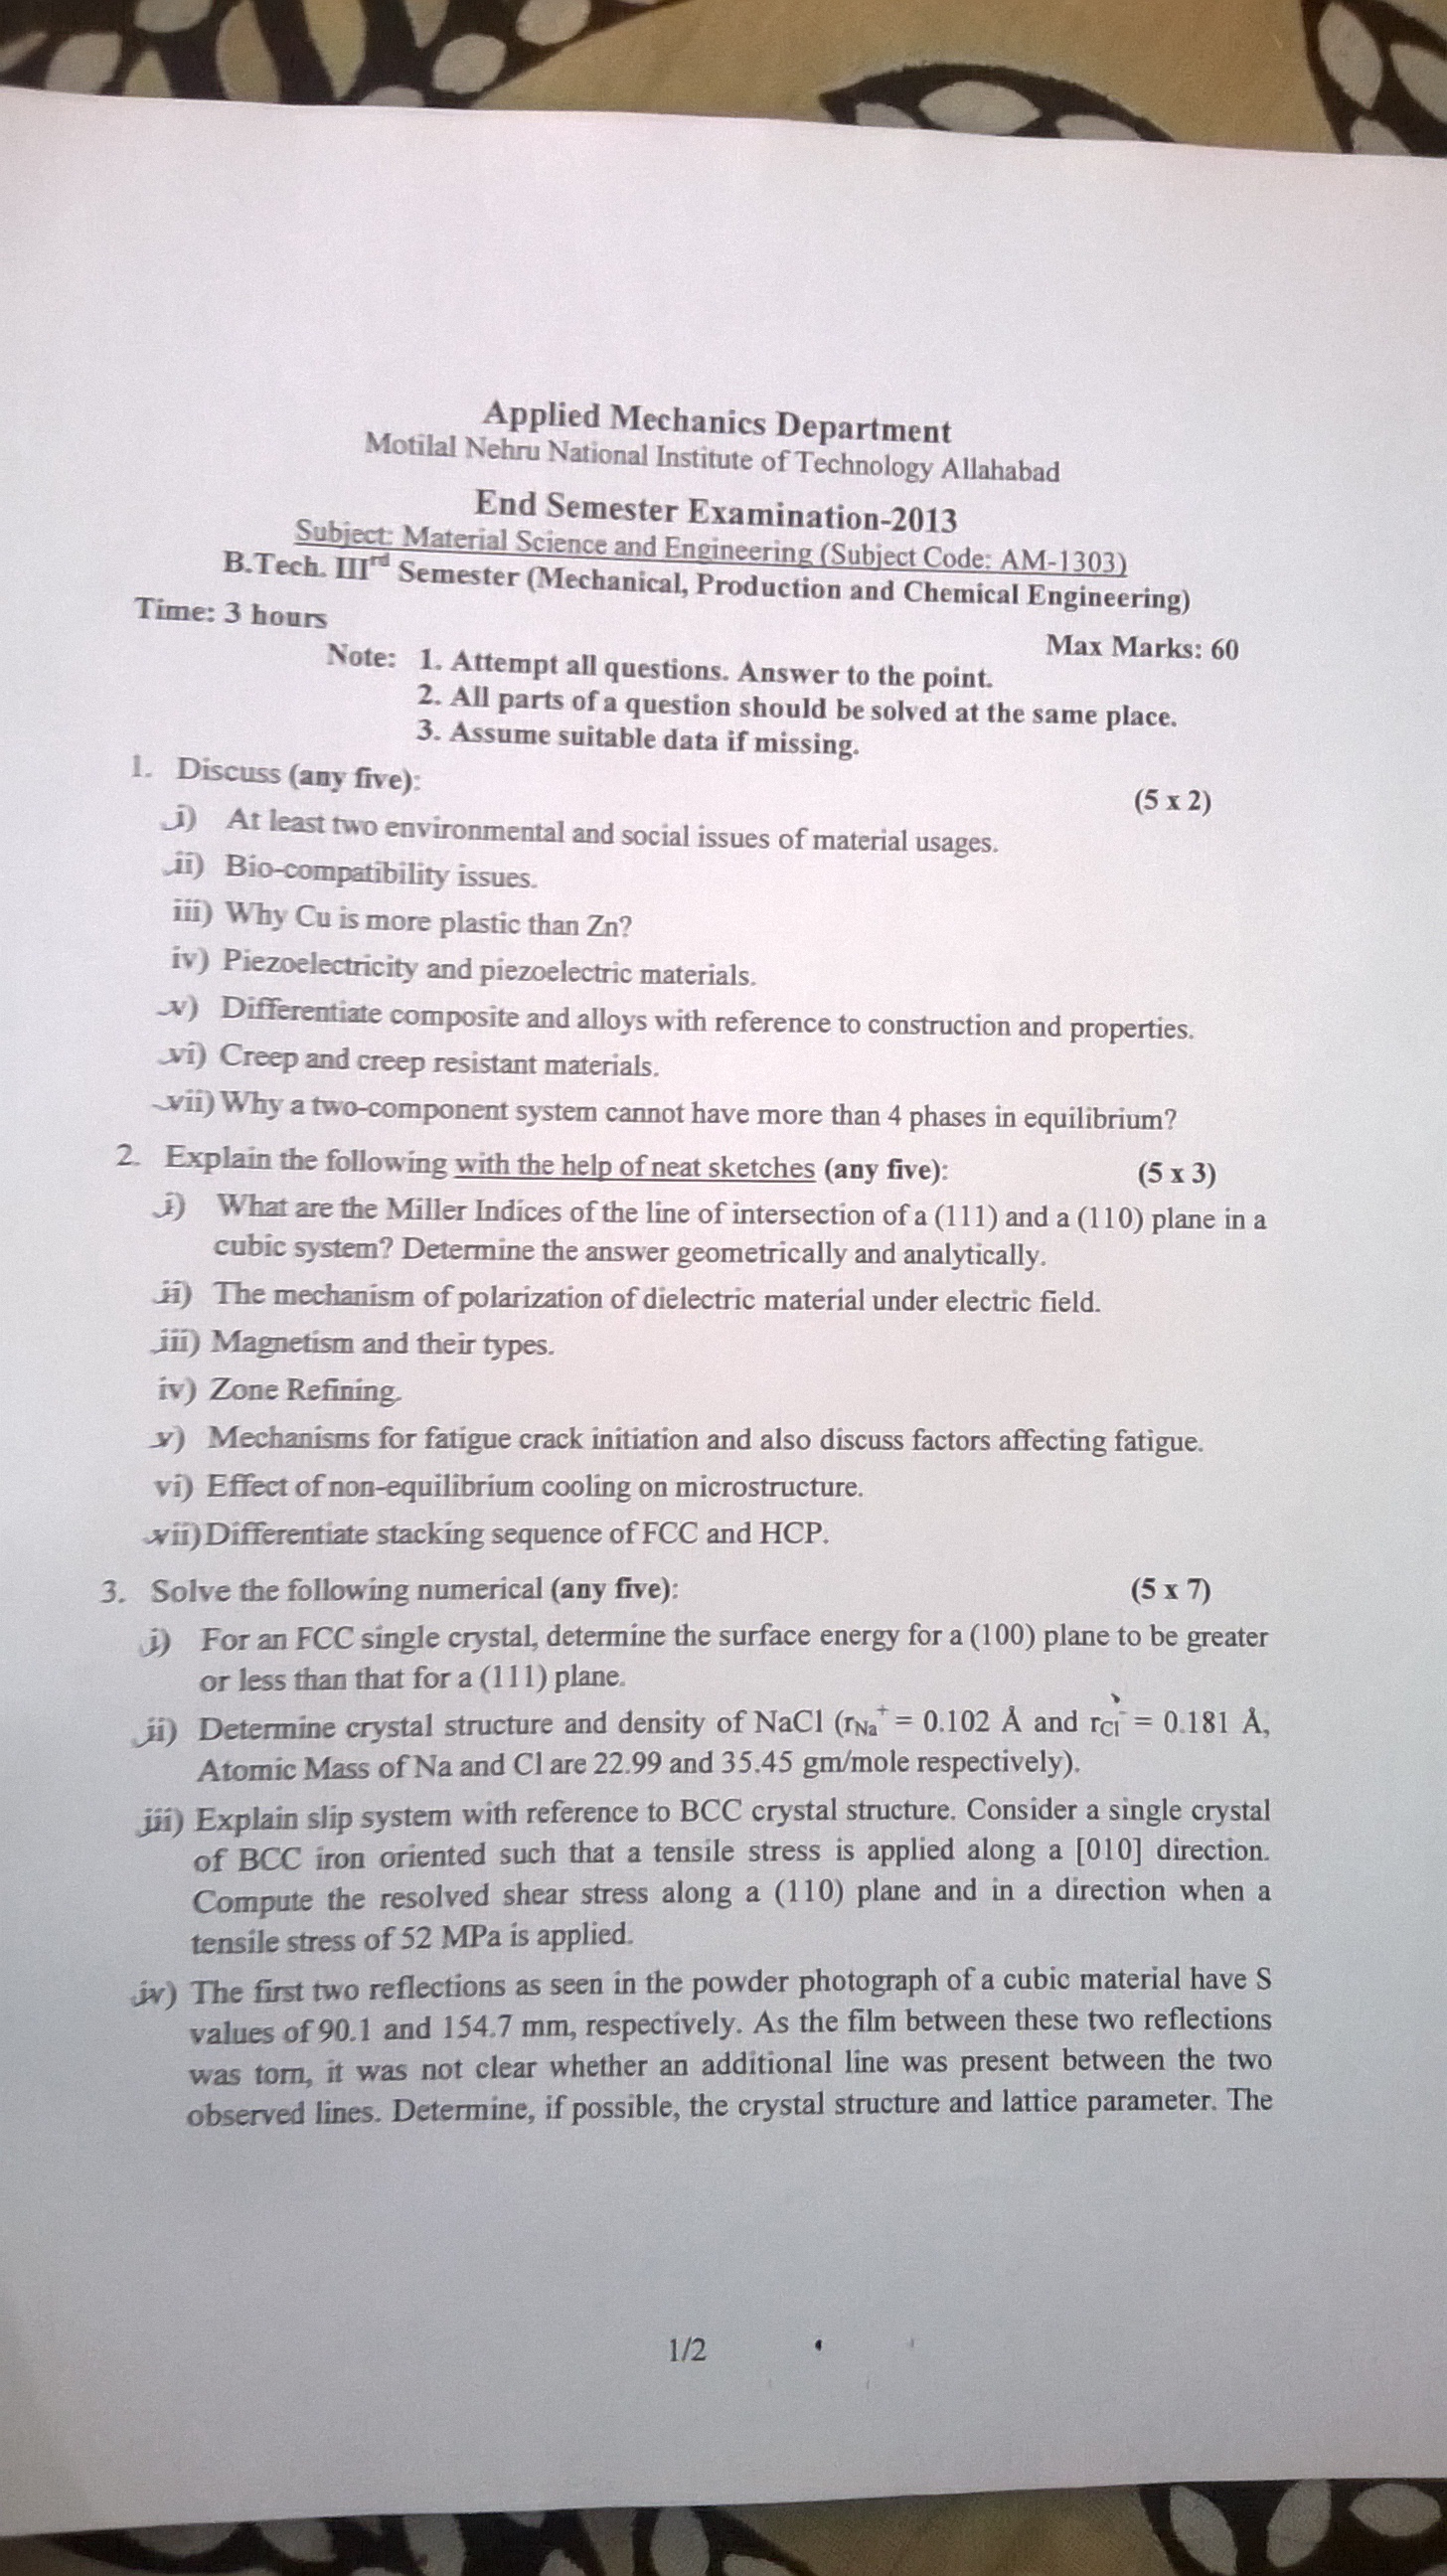 Applied Mechanics Department
Motilal Nehru National Institute of Technology Allahabad
End Semester Examination-2013
Subject: Material Science and Engineering (Subject Code: AM-1303)
B.Tech. IIIrd Semester (Mechanical, Production and Chemical Engineering)
Time: 3 hours
Max Marks: 60
Note: 1. Attempt all questions. Answer to the point.
2. All parts of a question should be solved at the same place.
3. Assume suitable data if missing.
1. Discuss (any five): (5 x 2)
i) At least two environmental and social issues of material usages.
ii) Bio-compatibility issues.
iii) Why Cu is more plastic than Zn?
iv) Piezoelectricity and piezoelectric materials.
v) Differentiate composite and alloys with reference to construction and properties.
vi) Creep and creep resistant materials.
vii) Why a two-component system cannot have more than 4 phases in equilibrium?
2. Explain the following with the help of neat sketches (any five): (5 x 3)
i) What are the Miller Indices of the line of intersection of a (111) and a (110) plane in a
cubic system? Determine the answer geometrically and analytically.
ii) The mechanism of polarization of dielectric material under electric field.
iii) Magnetism and their types.
iv) Zone Refining.
v) Mechanisms for fatigue crack initiation and also discuss factors affecting fatigue.
vi) Effect of non-equilibrium cooling on microstructure.
vii) Differentiate stacking sequence of FCC and HCP.
3. Solve the following numerical (any five): (5 x 7)
i) For an FCC single crystal, determine the surface energy for a (100) plane to be greater
or less than that for a (111) plane.
ii) Determine crystal structure and density of NaCl (rNa+ = 0.102 Å and rCl- = 0.181 Å,
Atomic Mass of Na and Cl are 22.99 and 35.45 gm/mole respectively).
iii) Explain slip system with reference to BCC crystal structure. Consider a single crystal
of BCC iron oriented such that a tensile stress is applied along a [010] direction.
Compute the resolved shear stress along a (110) plane and in a direction when a
tensile stress of 52 MPa is applied.
iv) The first two reflections as seen in the powder photograph of a cubic material have S
values of 90.1 and 154.7 mm, respectively. As the film between these two reflections
was torn, it was not clear whether an additional line was present between the two
observed lines. Determine, if possible, the crystal structure and lattice parameter. The
1/2